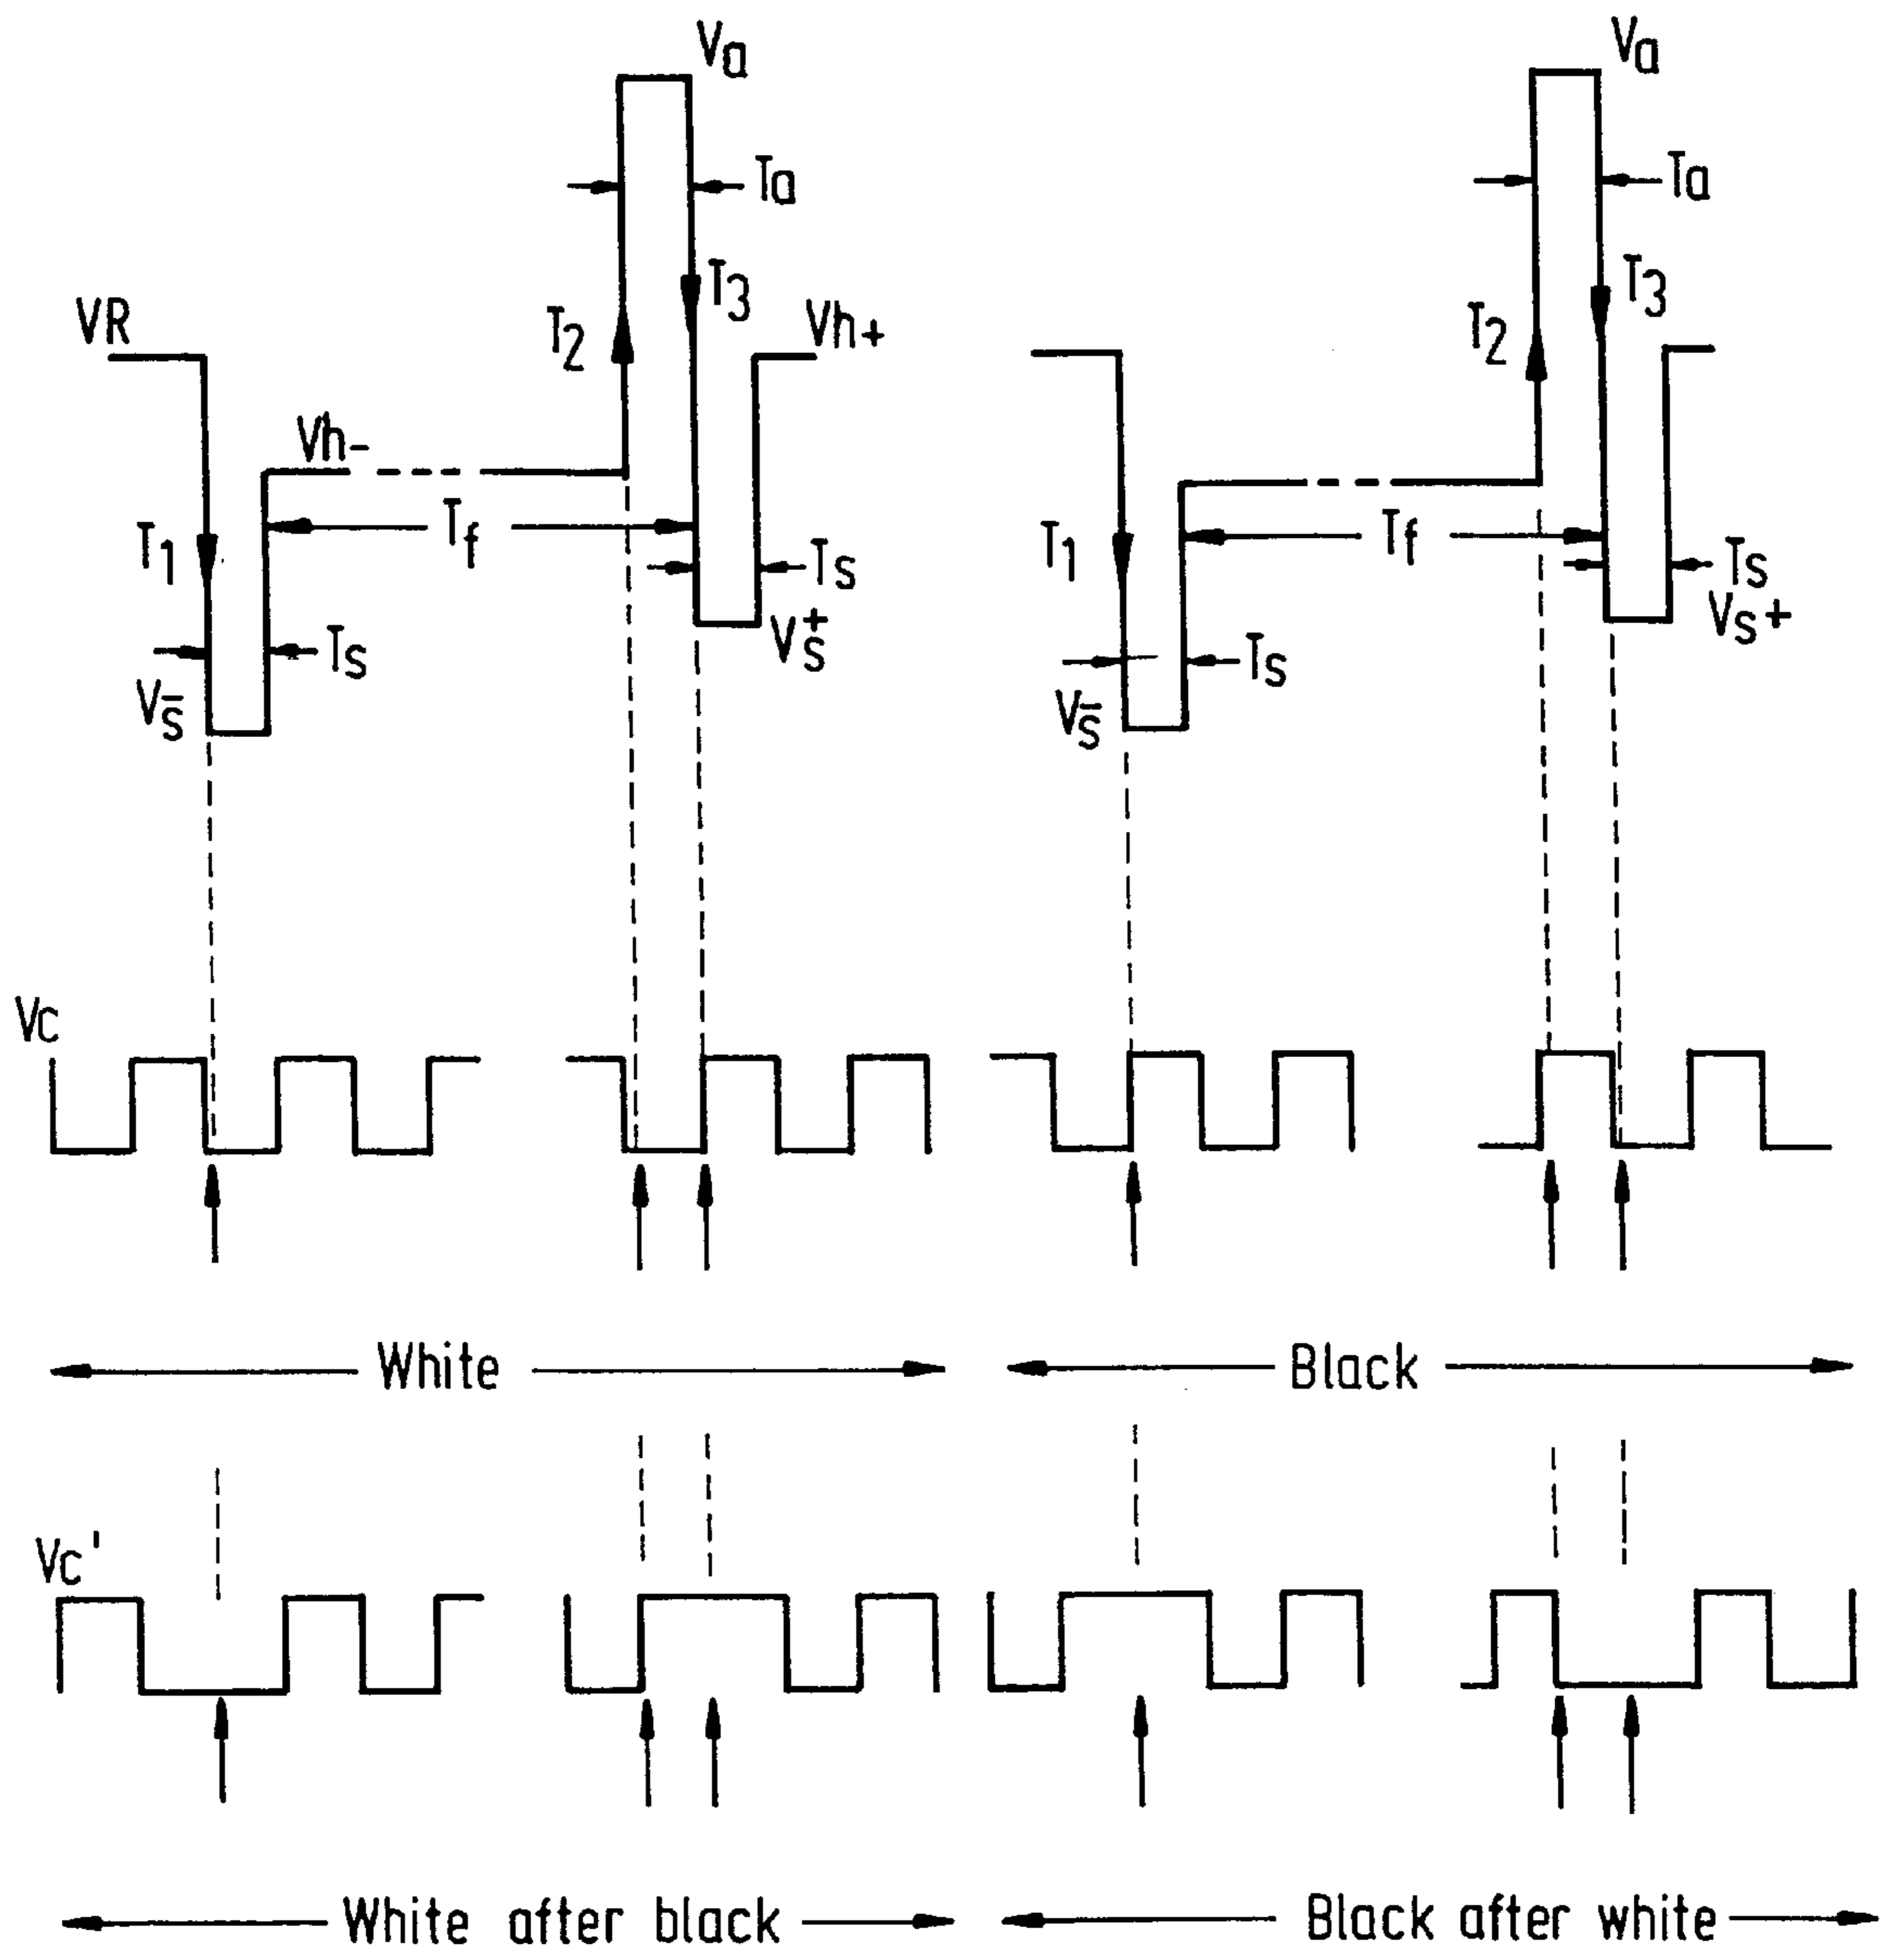 Va Va
Ta Ta
VR T2 T3 Vh+ T2 T3
Vh-
T1 Tf Ts T1 Tf Ts
Ts Vs+ Ts Vs+
Vs- Vs-
Vc
White Black
Vc'
White after black Black after white